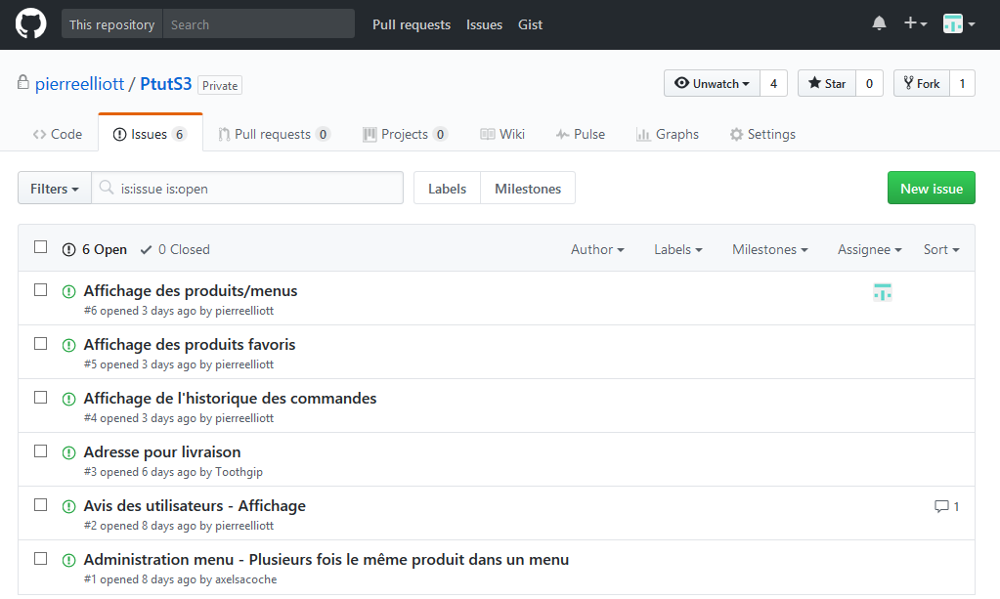 This repository Search Pull requests Issues Gist
pierreelliott / PtutS3 Private Unwatch 4 Star 0 Fork 1
Code Issues 6 Pull requests 0 Projects 0 Wiki Pulse Graphs Settings
Filters is:issue is:open Labels Milestones New issue
6 Open 0 Closed Author Labels Milestones Assignee Sort
Affichage des produits/menus
#6 opened 3 days ago by pierreelliott
Affichage des produits favoris
#5 opened 3 days ago by pierreelliott
Affichage de l'historique des commandes
#4 opened 3 days ago by pierreelliott
Adresse pour livraison
#3 opened 6 days ago by Toothgip
Avis des utilisateurs - Affichage 1
#2 opened 8 days ago by pierreelliott
Administration menu - Plusieurs fois le même produit dans un menu
#1 opened 8 days ago by axelsacoche